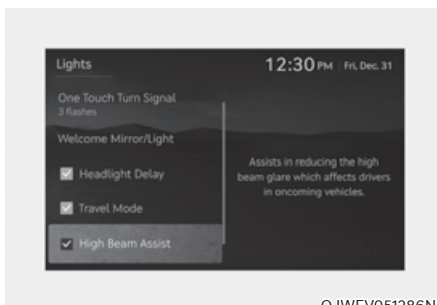 Lights
12:30 PM Fri, Dec. 31
One Touch Turn Signal
3 flashes
Welcome Mirror/Light
Headlight Delay
Travel Mode
High Beam Assist
Assists in reducing the high
beam glare which affects drivers
in oncoming vehicles.